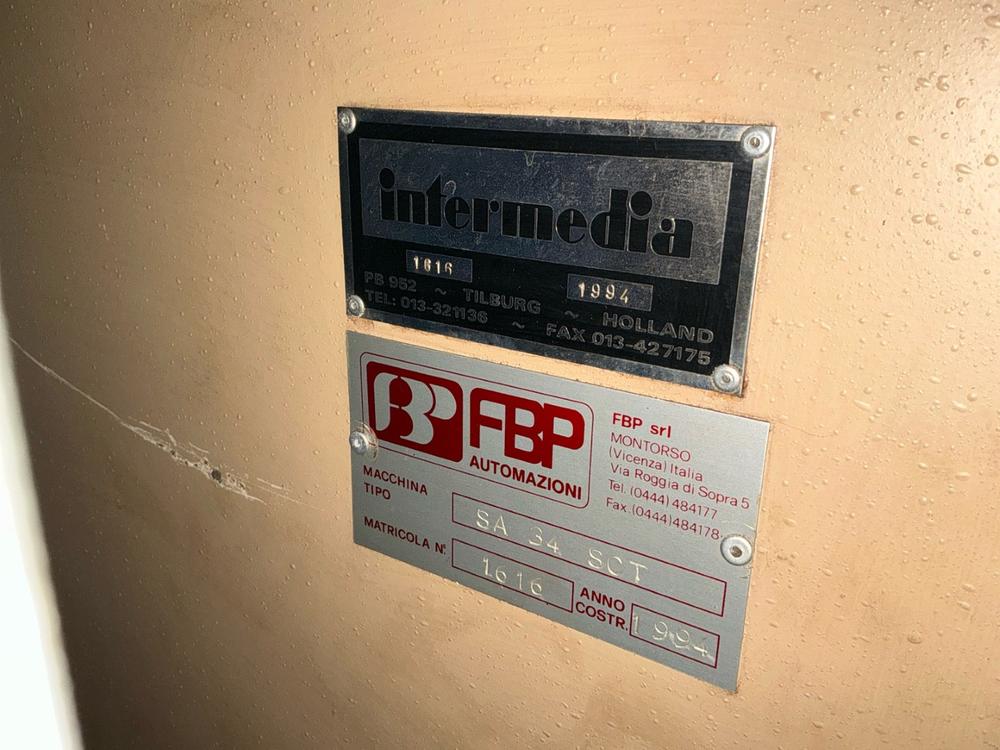 intermedia
1616
1994
PB 952 ~ TILBURG ~ HOLLAND
TEL: 013-321136 ~ FAX 013-427175
FBP
AUTOMAZIONI
FBP srl
MONTORSO
(Vicenza) Italia
Via Roggia di Sopra 5
Tel. (0444) 484177
Fax. (0444) 484178
MACCHINA
TIPO
SA 34 SCT
MATRICOLA N°.
1616
ANNO
COSTR.
1994